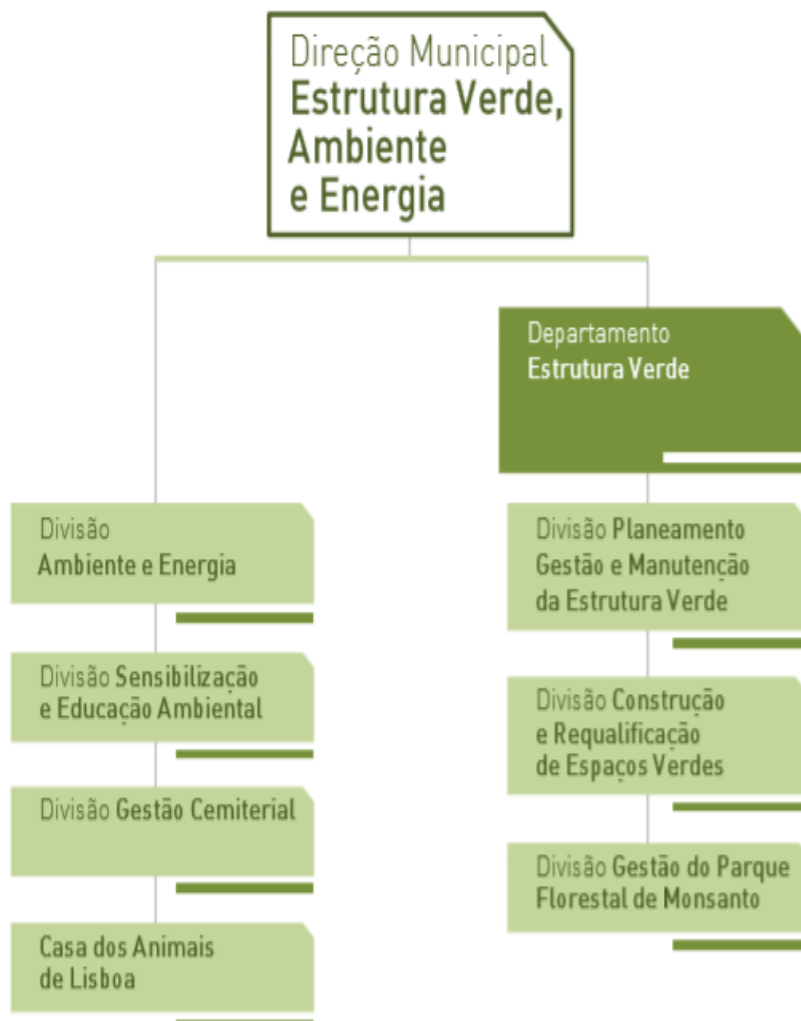 Direção Municipal
Estrutura Verde,
Ambiente
e Energia
Departamento
Estrutura Verde
Divisão
Ambiente e Energia
Divisão Sensibilização
e Educação Ambiental
Divisão Gestão Cemiterial
Casa dos Animais
de Lisboa
Divisão Planeamento
Gestão e Manutenção
da Estrutura Verde
Divisão Construção
e Requalificação
de Espaços Verdes
Divisão Gestão do Parque
Florestal de Monsanto